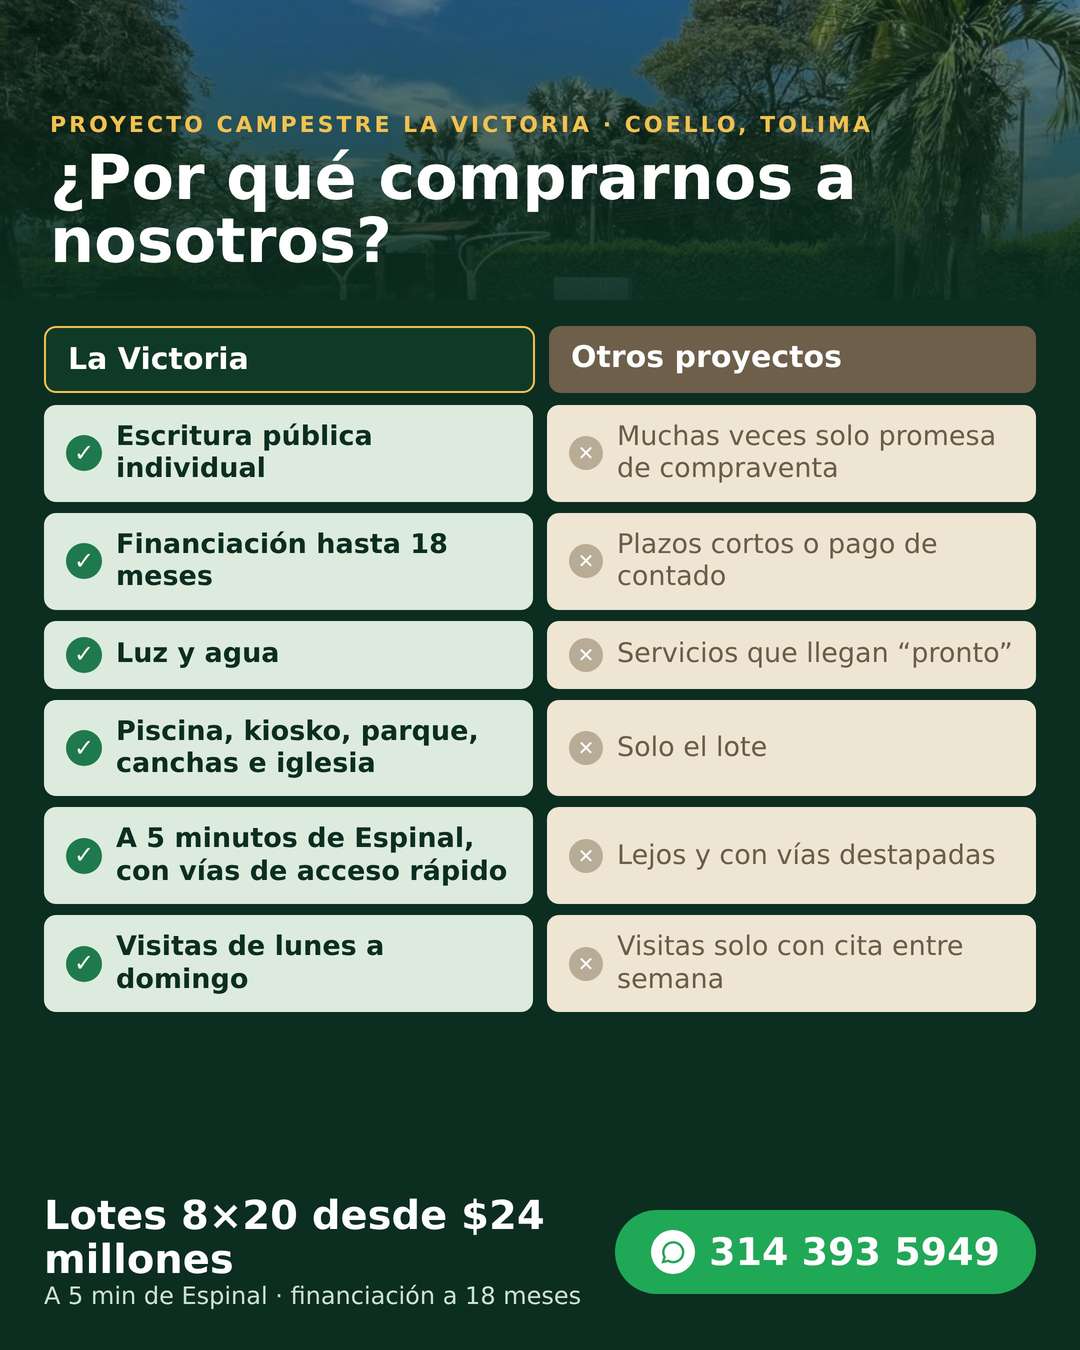 PROYECTO CAMPESTRE LA VICTORIA · COELLO, TOLIMA
¿Por qué comprarnos a
nosotros?
La Victoria
Otros proyectos
✓ Escritura pública
individual
✕ Muchas veces solo promesa
de compraventa
✓ Financiación hasta 18
meses
✕ Plazos cortos o pago de
contado
✓ Luz y agua
✕ Servicios que llegan “pronto”
✓ Piscina, kiosko, parque,
canchas e iglesia
✕ Solo el lote
✓ A 5 minutos de Espinal,
con vías de acceso rápido
✕ Lejos y con vías destapadas
✓ Visitas de lunes a
domingo
✕ Visitas solo con cita entre
semana
Lotes 8×20 desde $24
millones
A 5 min de Espinal · financiación a 18 meses
314 393 5949